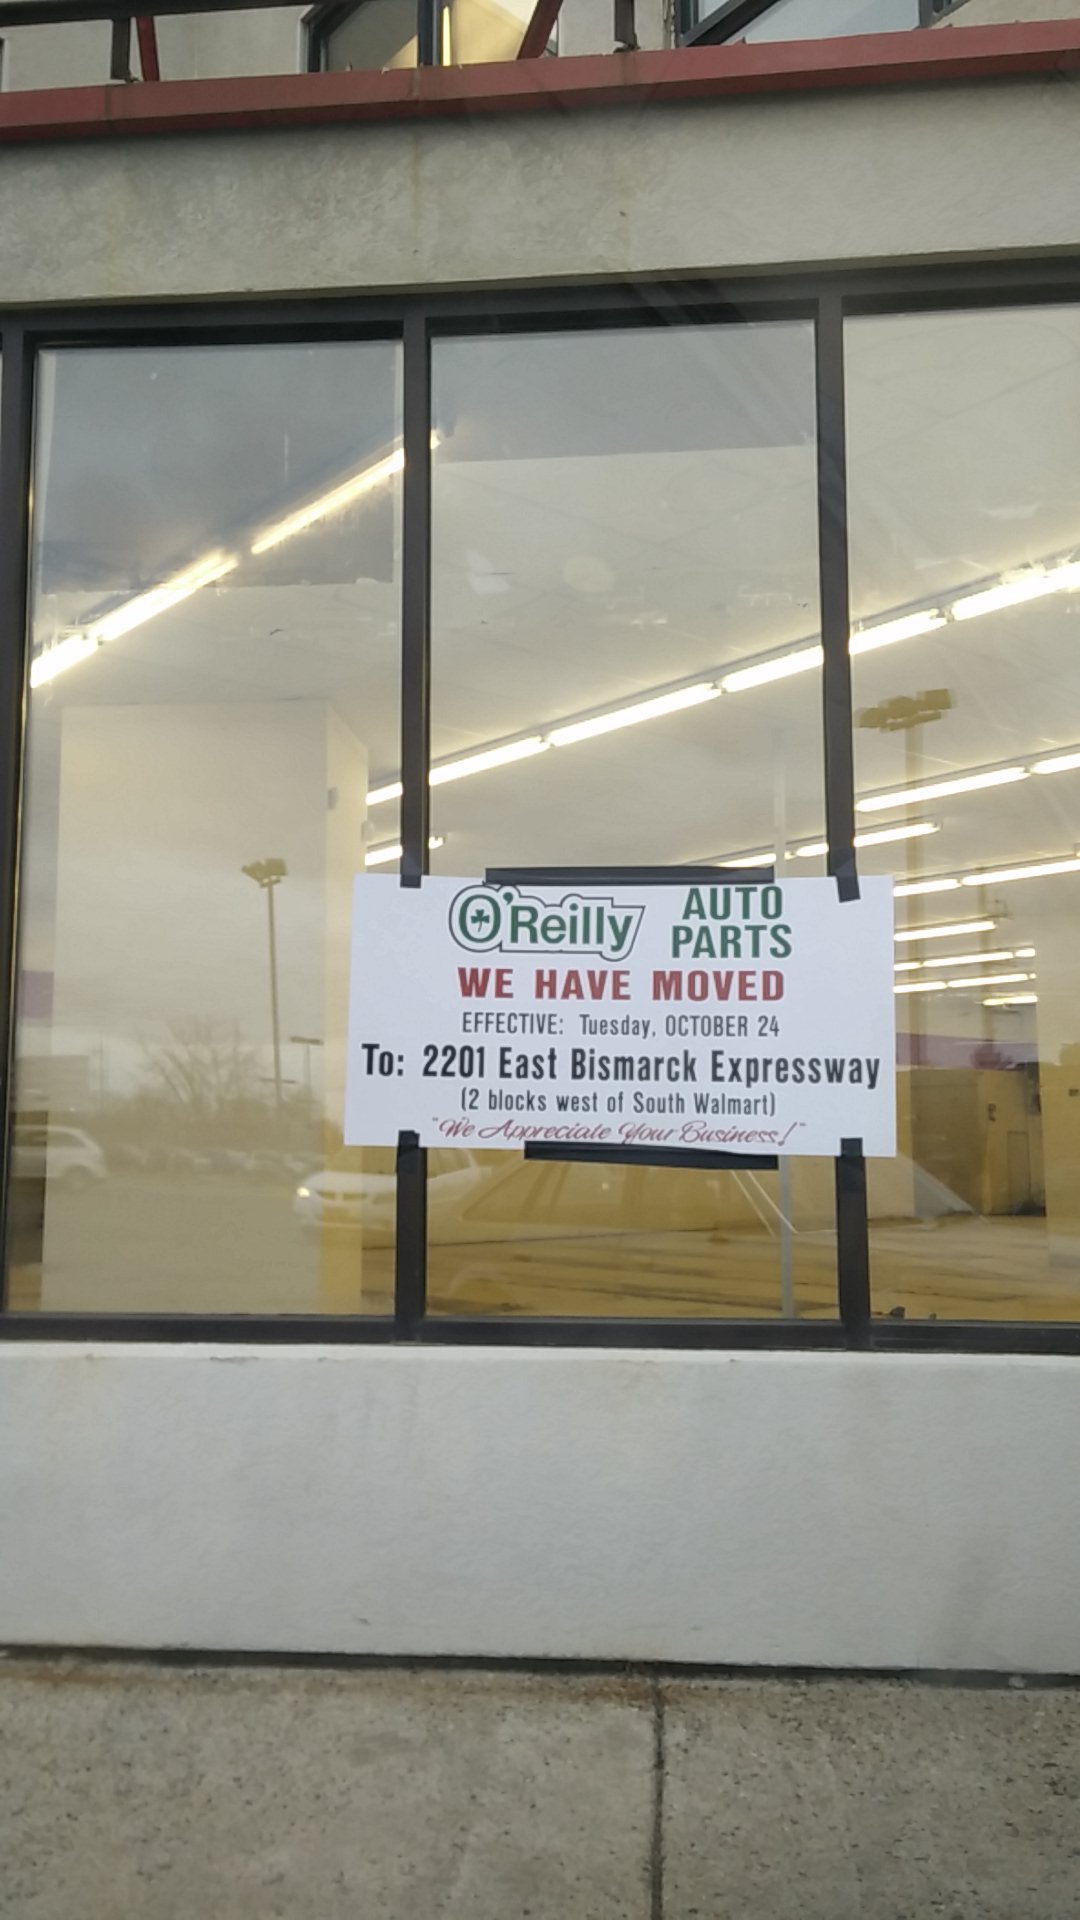 O'Reilly AUTO PARTS
WE HAVE MOVED
EFFECTIVE: Tuesday, OCTOBER 24
To: 2201 East Bismarck Expressway
(2 blocks west of South Walmart)
"We Appreciate Your Business!"